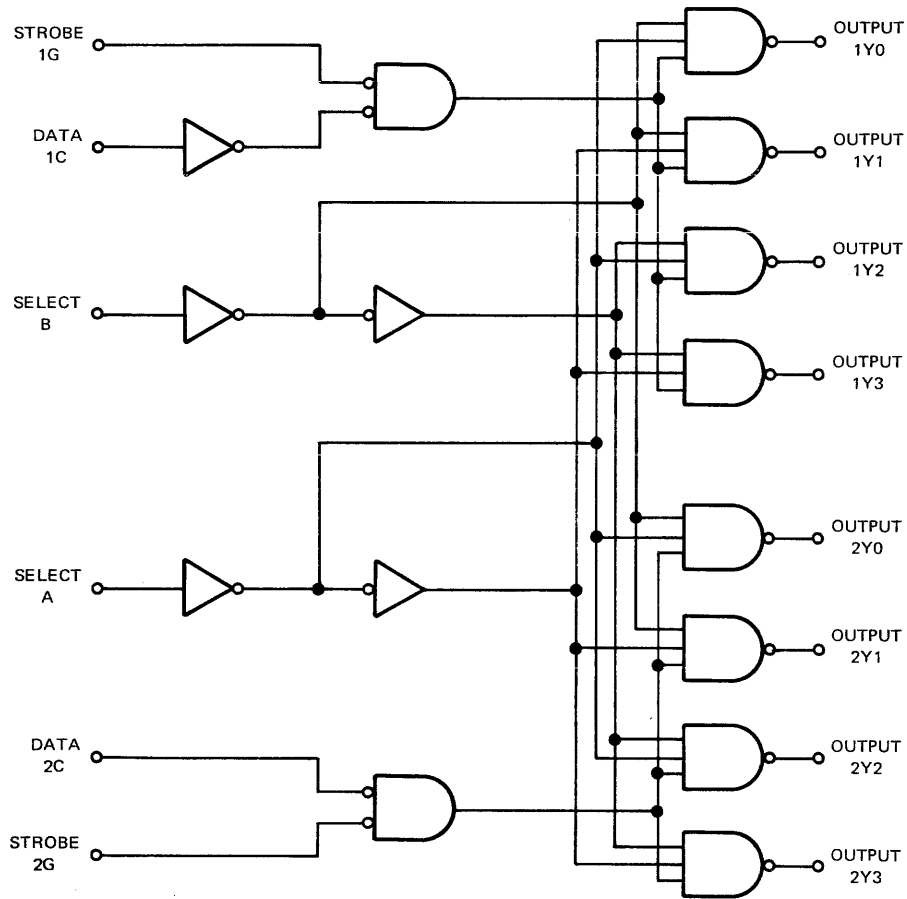 STROBE
1G
DATA
1C
SELECT
B
SELECT
A
DATA
2C
STROBE
2G
OUTPUT
1Y0
OUTPUT
1Y1
OUTPUT
1Y2
OUTPUT
1Y3
OUTPUT
2Y0
OUTPUT
2Y1
OUTPUT
2Y2
OUTPUT
2Y3